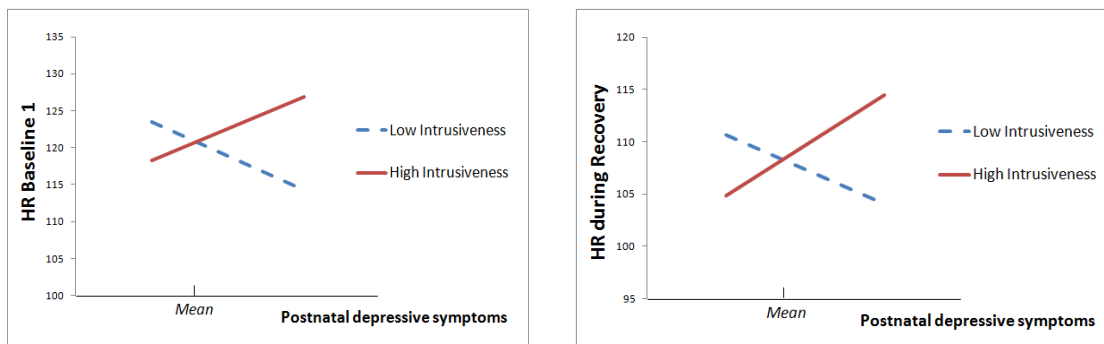 HR Baseline 1
135
130
125
120
115
110
105
100
Low Intrusiveness
High Intrusiveness
Mean
Postnatal depressive symptoms
HR during Recovery
120
115
110
105
100
95
Low Intrusiveness
High Intrusiveness
Mean
Postnatal depressive symptoms